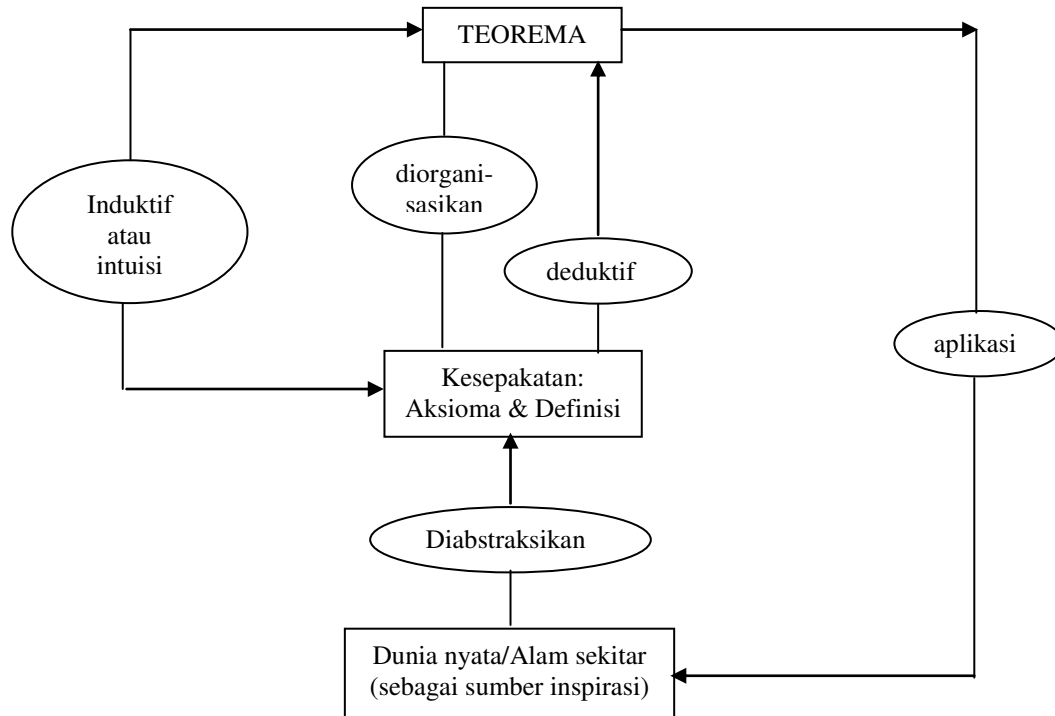 TEOREMA
diorgani-
sasikan
Induktif
atau
intuisi
deduktif
aplikasi
Kesepakatan:
Aksioma & Definisi
Diabstraksikan
Dunia nyata/Alam sekitar
(sebagai sumber inspirasi)